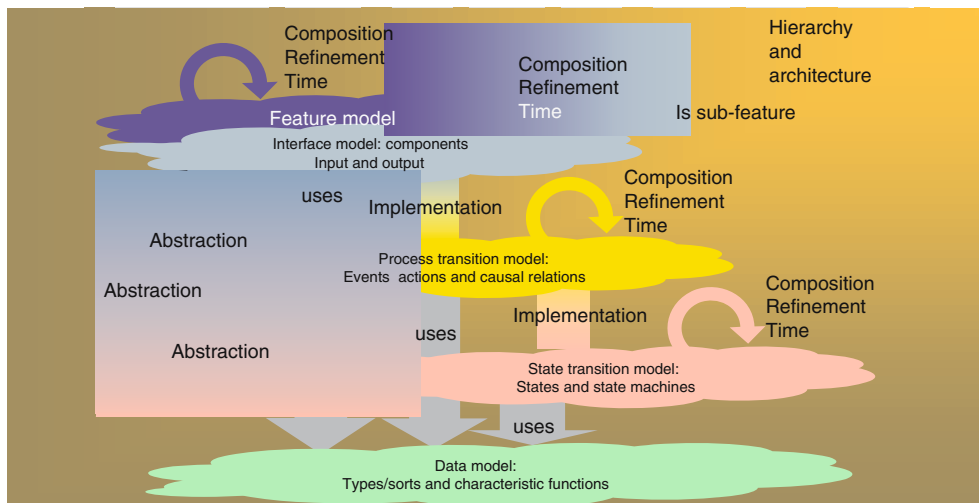 Composition
Refinement
Time
Hierarchy
and
architecture
Composition
Refinement
Time
Feature model
Is sub-feature
Interface model: components
Input and output
uses
Implementation
Composition
Refinement
Time
Abstraction
Process transition model:
Events actions and causal relations
Abstraction
Composition
Refinement
Time
Implementation
uses
Abstraction
State transition model:
States and state machines
uses
Data model:
Types/sorts and characteristic functions